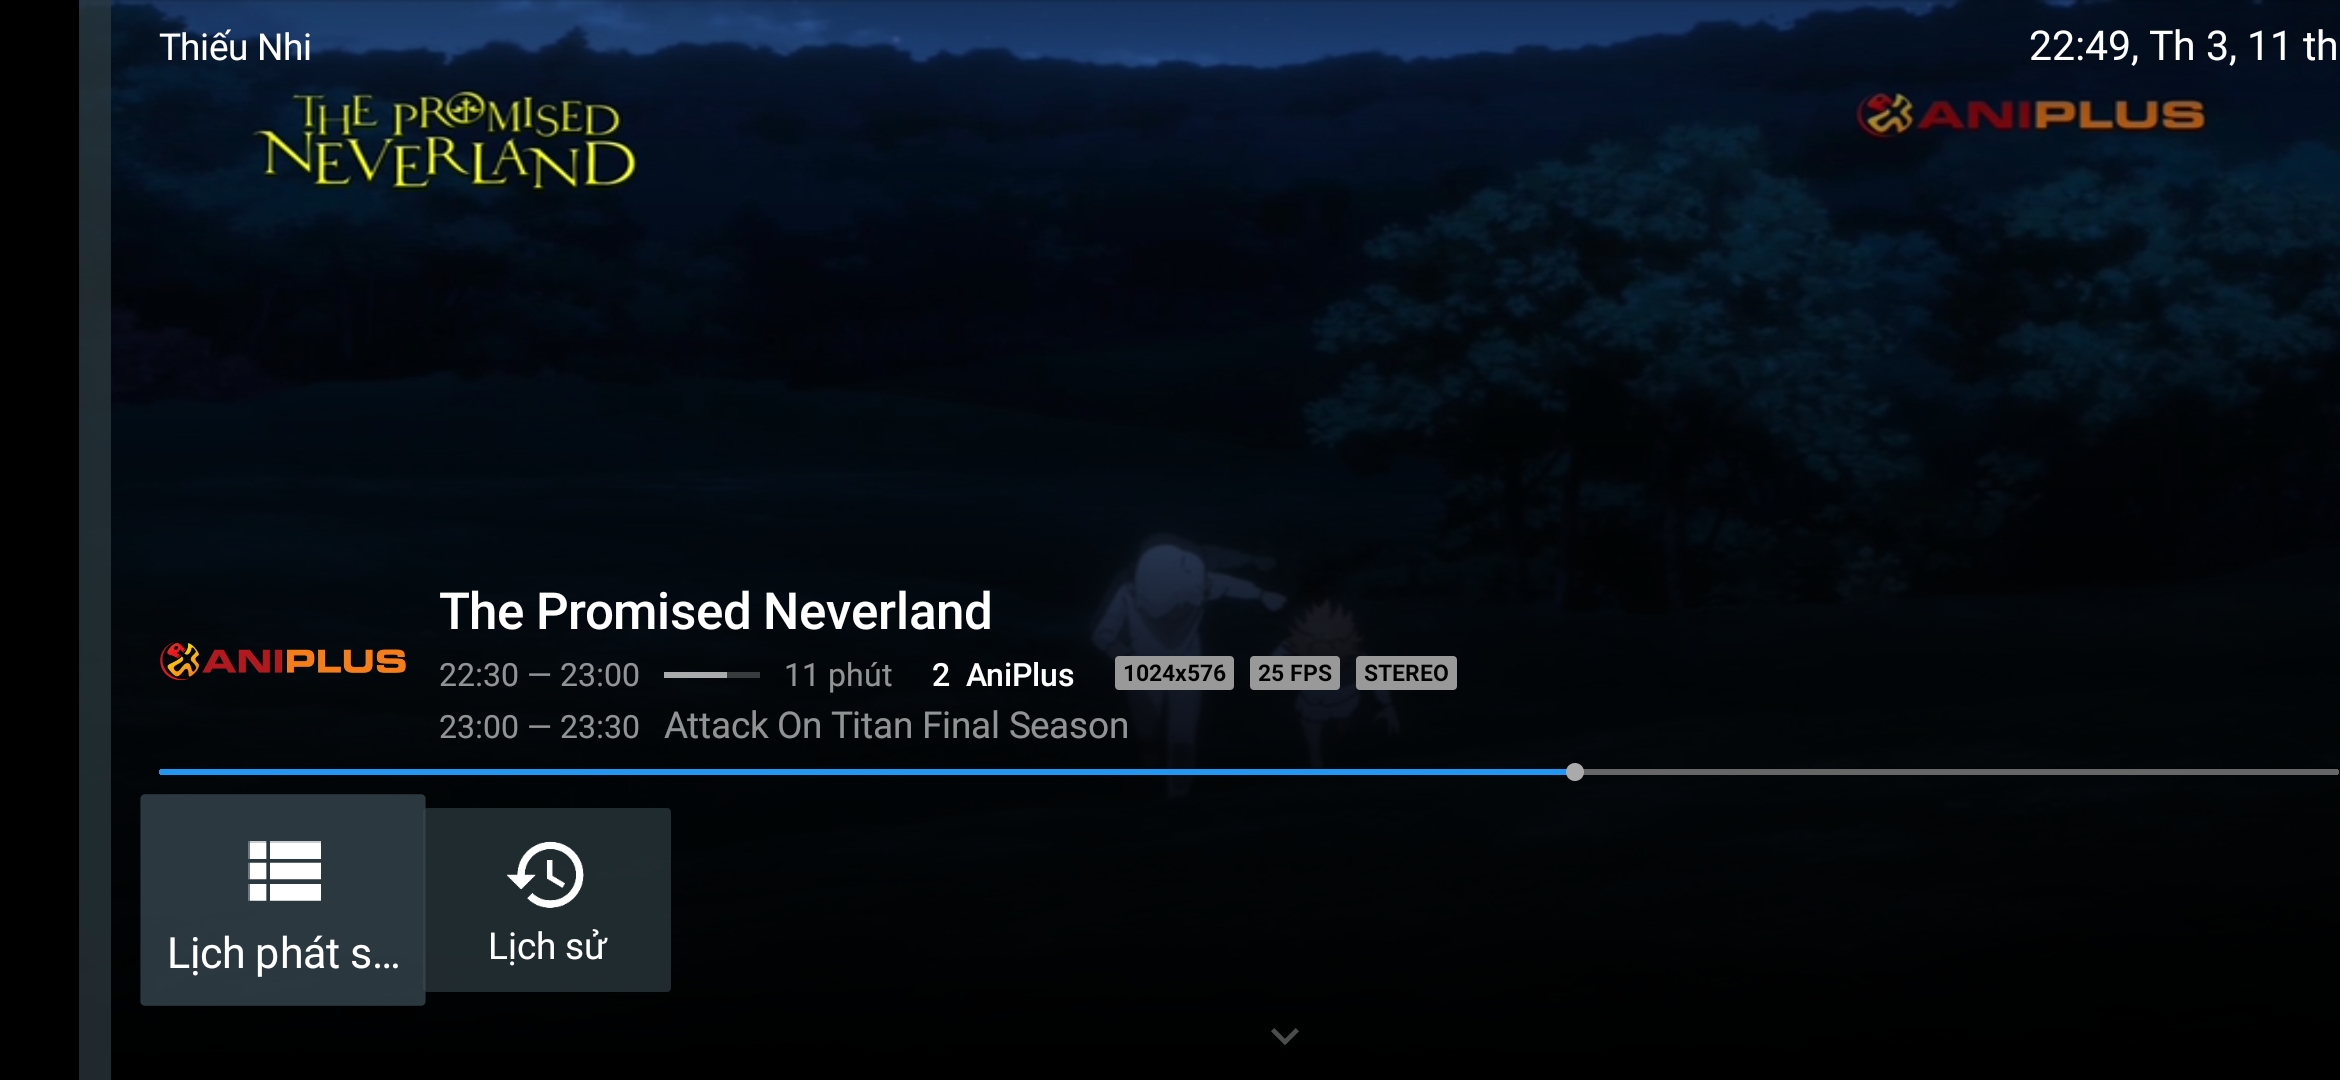 Thiếu Nhi
22:49, Th 3, 11 th
THE PROMISED
NEVERLAND
ANIPLUS
The Promised Neverland
ANIPLUS
22:30 — 23:00 11 phút 2 AniPlus 1024x576 25 FPS STEREO
23:00 — 23:30 Attack On Titan Final Season
Lịch phát s...
Lịch sử